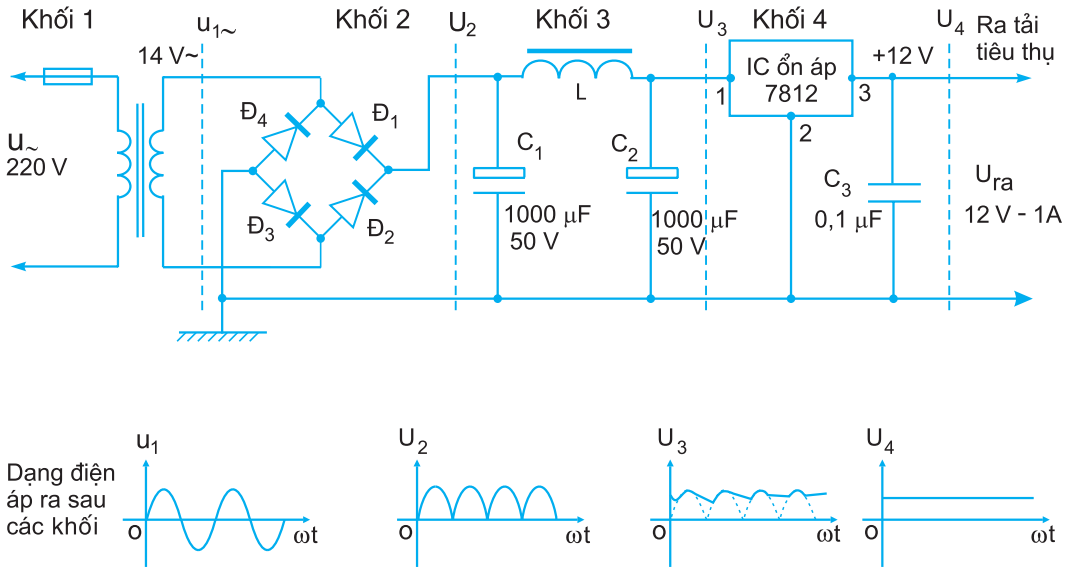 Khối 1
Khối 2
Khối 3
Khối 4
u1~
U2
U3
U4
Ra tải
tiêu thụ
14 V~
+12 V
IC ổn áp
7812
1
2
3
L
Đ4
Đ1
Đ3
Đ2
u~
220 V
C1
1000 µF
50 V
C2
1000 µF
50 V
C3
0,1 µF
Ura
12 V - 1A
Dạng điện
áp ra sau
các khối
u1
O
ωt
U2
O
ωt
U3
O
ωt
U4
O
ωt